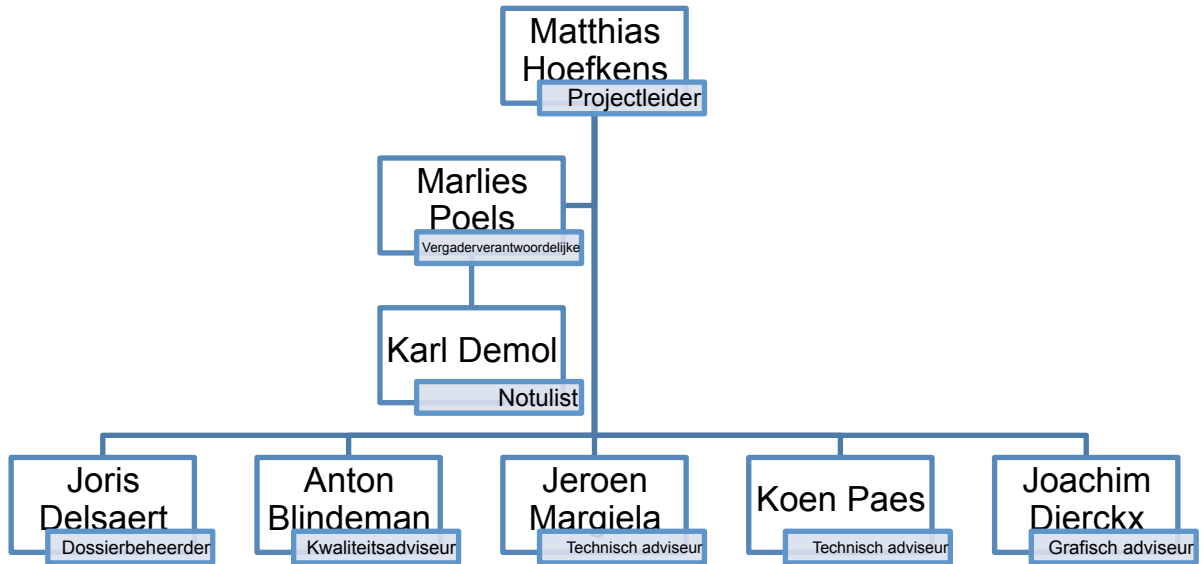 Matthias
Hoefkens
Projectleider
Marlies
Poels
Vergaderverantwoordelijke
Karl Demol
Notulist
Joris
Delsaert
Dossierbeheerder
Anton
Blindeman
Kwaliteitsadviseur
Jeroen
Margiela
Technisch adviseur
Koen Paes
Technisch adviseur
Joachim
Dierckx
Grafisch adviseur